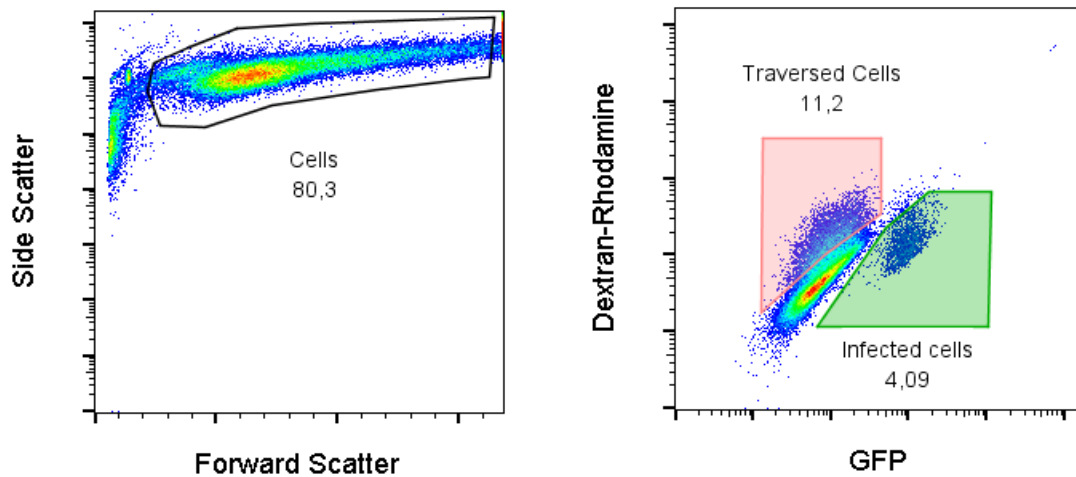 Side Scatter
Cells
80,3
Forward Scatter
Dextran-Rhodamine
Traversed Cells
11,2
Infected cells
4,09
GFP